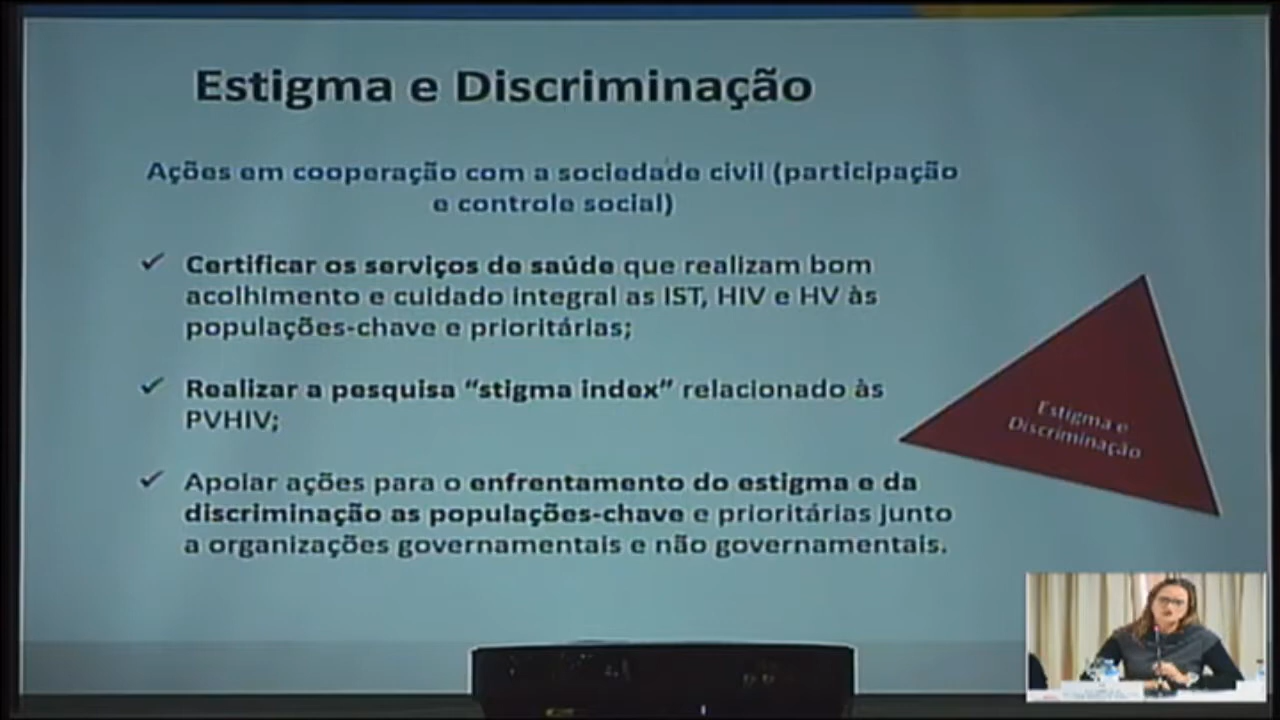 Estigma e Discriminação
Ações em cooperação com a sociedade civil (participação
e controle social)
✓ Certificar os serviços de saúde que realizam bom
acolhimento e cuidado integral as IST, HIV e HV às
populações-chave e prioritárias;
✓ Realizar a pesquisa “stigma index” relacionado às
PVHIV;
✓ Apoiar ações para o enfrentamento do estigma e da
discriminação as populações-chave e prioritárias junto
a organizações governamentais e não governamentais.
Estigma e
Discriminação